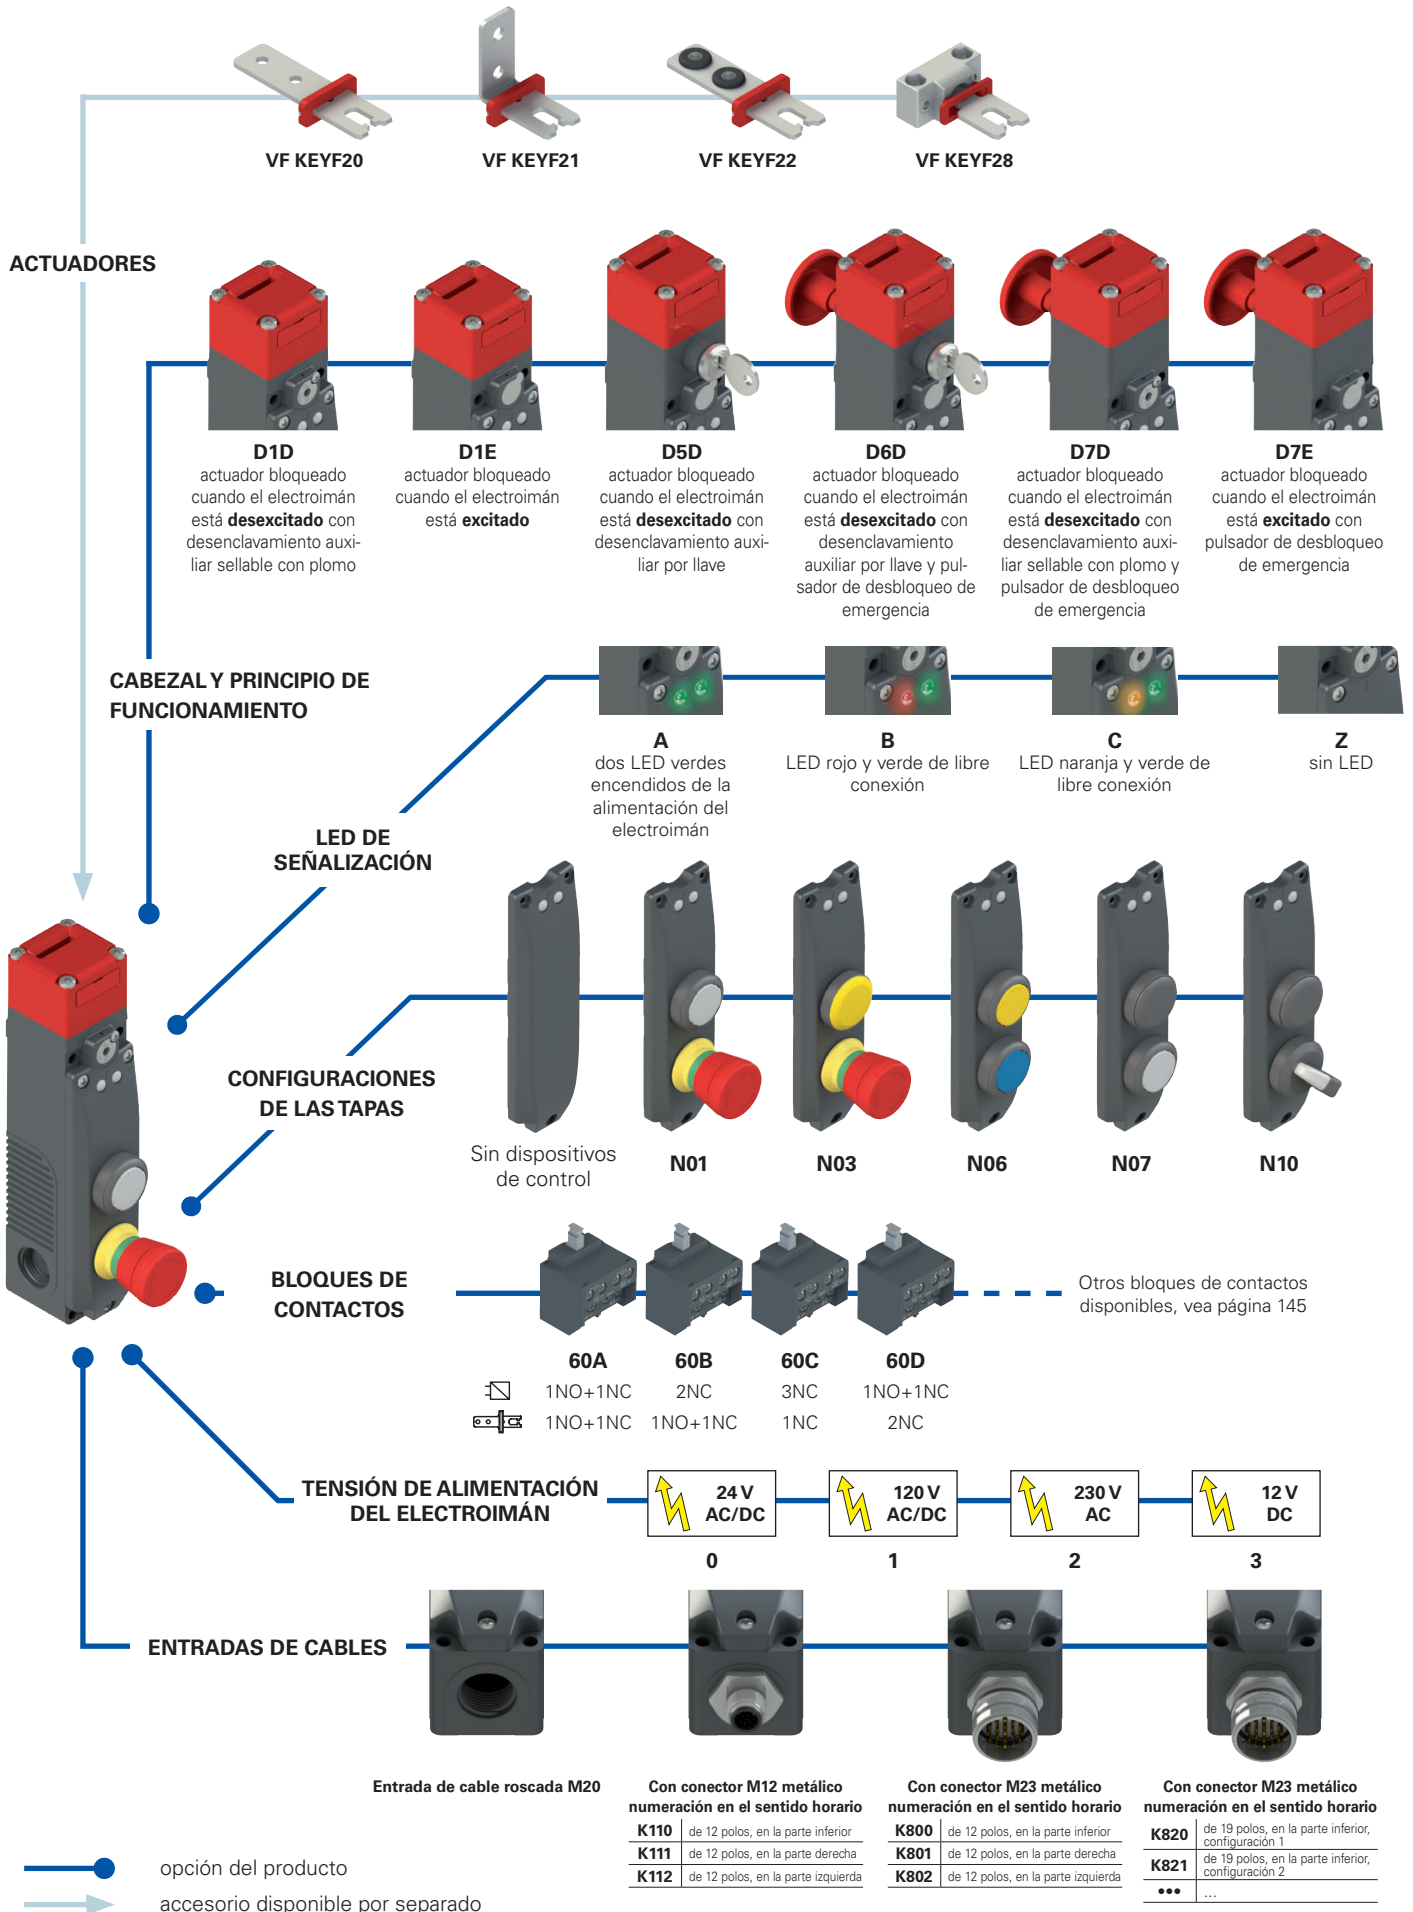 VF KEYF20
VF KEYF21
VF KEYF22
VF KEYF28
ACTUADORES
D1D
actuador bloqueado
cuando el electroimán
está desexcitado con
desenclavamiento auxi-
liar sellable con plomo
D1E
actuador bloqueado
cuando el electroimán
está excitado
D5D
actuador bloqueado
cuando el electroimán
está desexcitado con
desenclavamiento auxi-
liar por llave
D6D
actuador bloqueado
cuando el electroimán
está desexcitado con
desenclavamiento
auxiliar por llave y pul-
sador de desbloqueo de
emergencia
D7D
actuador bloqueado
cuando el electroimán
está desexcitado con
desenclavamiento auxi-
liar sellable con plomo y
pulsador de desbloqueo
de emergencia
D7E
actuador bloqueado
cuando el electroimán
está excitado con
pulsador de desbloqueo
de emergencia
CABEZAL Y PRINCIPIO DE
FUNCIONAMIENTO
A
dos LED verdes
encendidos de la
alimentación del
electroimán
B
LED rojo y verde de libre
conexión
C
LED naranja y verde de
libre conexión
Z
sin LED
LED DE
SEÑALIZACIÓN
CONFIGURACIONES
DE LAS TAPAS
Sin dispositivos
de control
N01
N03
N06
N07
N10
BLOQUES DE
CONTACTOS
Otros bloques de contactos
disponibles, vea página 145
60A 60B 60C 60D
1NO+1NC 2NC 3NC 1NO+1NC
1NO+1NC 1NO+1NC 1NC 2NC
TENSIÓN DE ALIMENTACIÓN
DEL ELECTROIMÁN
24 V
AC/DC
120 V
AC/DC
230 V
AC
12 V
DC
0 1 2 3
ENTRADAS DE CABLES
Entrada de cable roscada M20
Con conector M12 metálico
numeración en el sentido horario
K110 de 12 polos, en la parte inferior
K111 de 12 polos, en la parte derecha
K112 de 12 polos, en la parte izquierda
Con conector M23 metálico
numeración en el sentido horario
K800 de 12 polos, en la parte inferior
K801 de 12 polos, en la parte derecha
K802 de 12 polos, en la parte izquierda
Con conector M23 metálico
numeración en el sentido horario
K820 de 19 polos, en la parte inferior,
configuración 1
K821 de 19 polos, en la parte inferior,
configuración 2
••• ...
opción del producto
accesorio disponible por separado